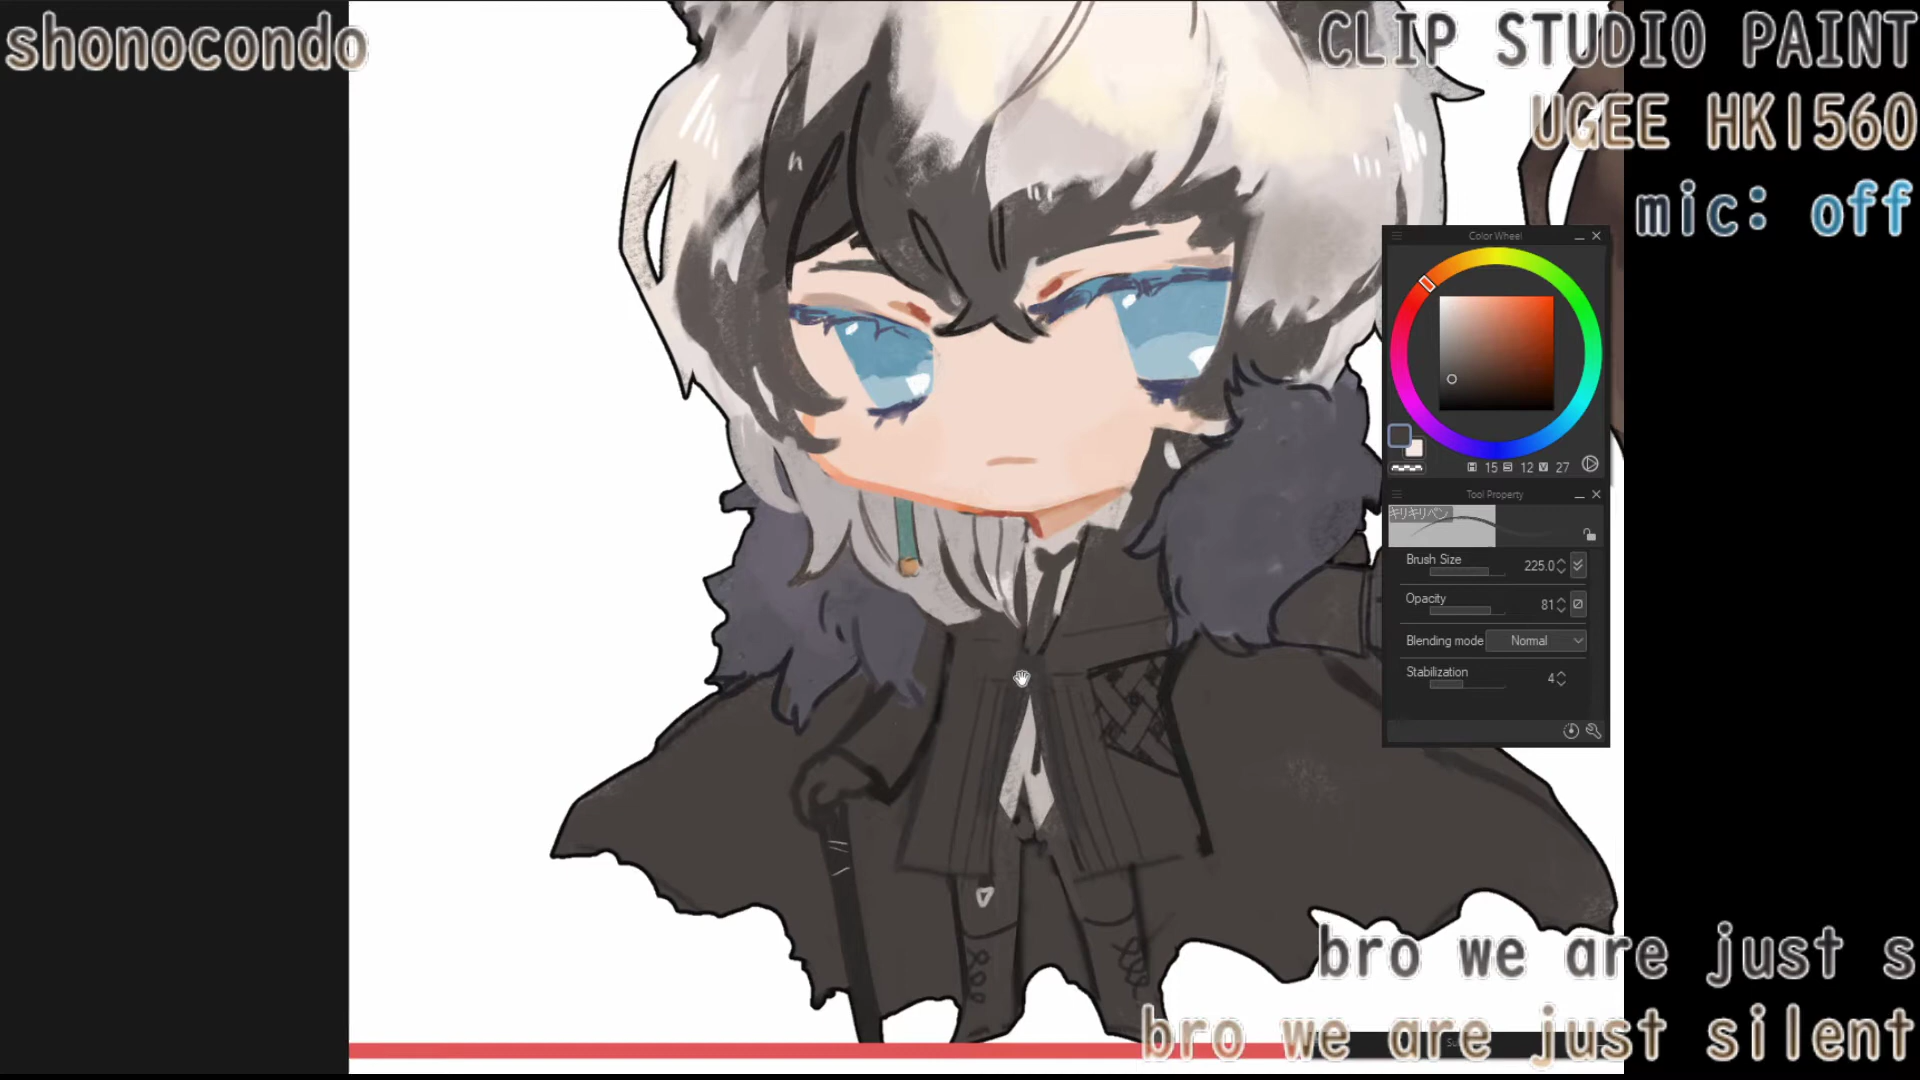 shonocondo
CLIP STUDIO PAINT
UGEE HK1560
mic: off
Color Wheel
H 15 S 12 V 27
Tool Property
キリキリペン
Brush Size 225.0
Opacity 81
Blending mode Normal
Stabilization 4
bro we are just s
bro we are just silent